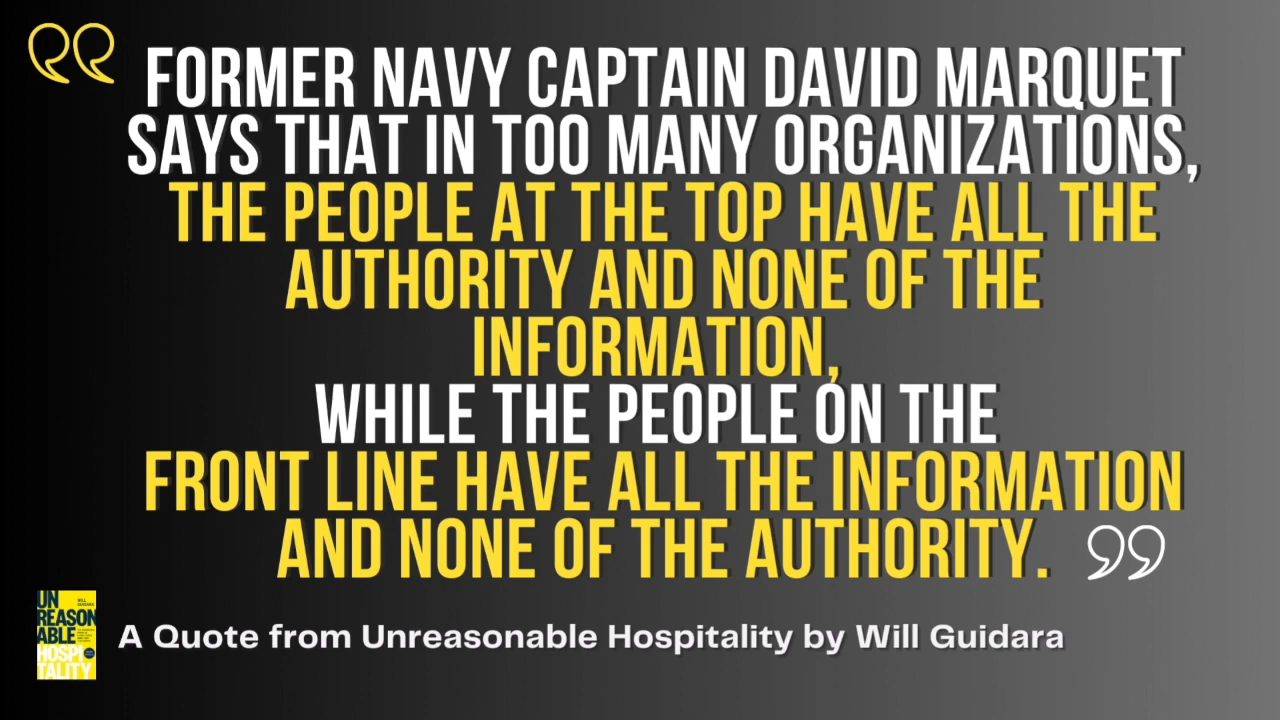 FORMER NAVY CAPTAIN DAVID MARQUET
SAYS THAT IN TOO MANY ORGANIZATIONS,
THE PEOPLE AT THE TOP HAVE ALL THE
AUTHORITY AND NONE OF THE
INFORMATION,
WHILE THE PEOPLE ON THE
FRONT LINE HAVE ALL THE INFORMATION
AND NONE OF THE AUTHORITY.
UN
REASON
ABLE
HOSPI
TALITY
WILL
GUIDARA
A Quote from Unreasonable Hospitality by Will Guidara